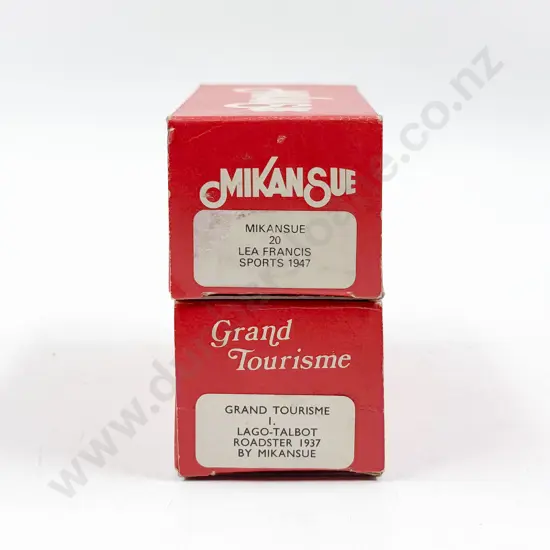 MIKANSUE
MIKANSUE
20
LEA FRANCIS
SPORTS 1947
Grand
Tourisme
GRAND TOURISME
1.
LAGO-TALBOT
ROADSTER 1937
BY MIKANSUE